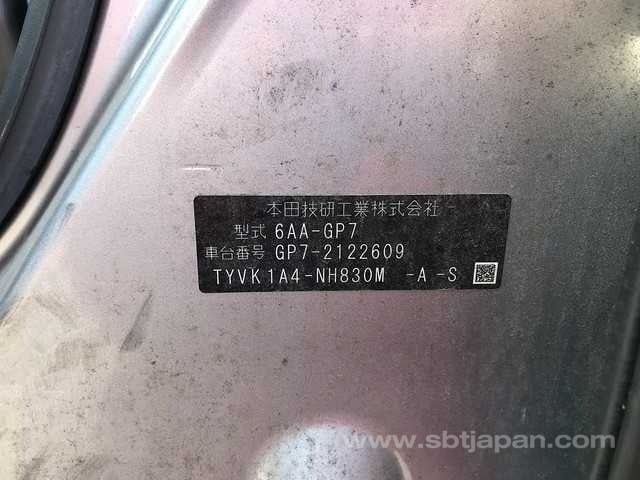 本田技研工業株式会社
型式 6AA-GP7
車台番号 GP7-2122609
TYVK1A4-NH830M -A -S
www.sbtjapan.com